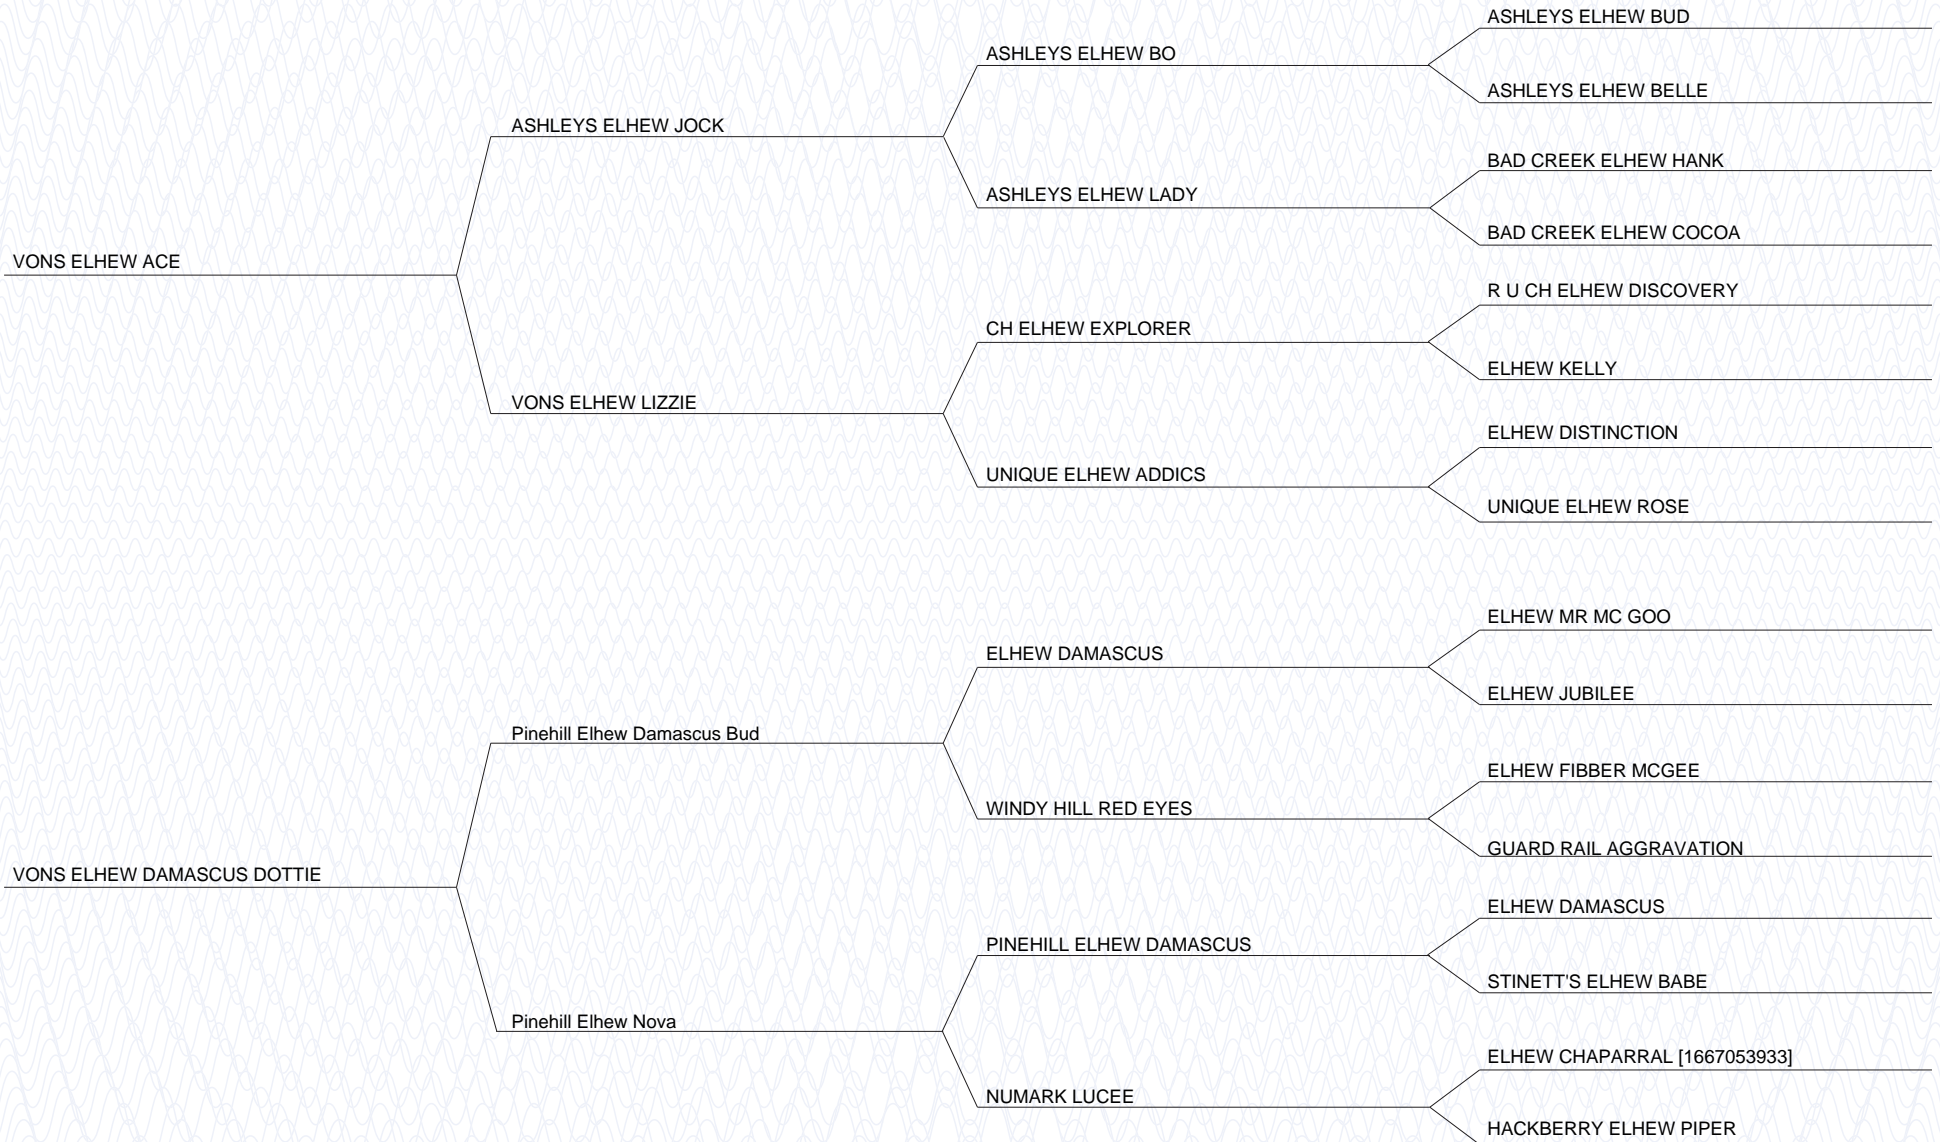 ASHLEYS ELHEW BUD
ASHLEYS ELHEW BO
ASHLEYS ELHEW BELLE
ASHLEYS ELHEW JOCK
BAD CREEK ELHEW HANK
ASHLEYS ELHEW LADY
BAD CREEK ELHEW COCOA
VONS ELHEW ACE
R U CH ELHEW DISCOVERY
CH ELHEW EXPLORER
ELHEW KELLY
VONS ELHEW LIZZIE
ELHEW DISTINCTION
UNIQUE ELHEW ADDICS
UNIQUE ELHEW ROSE
ELHEW MR MC GOO
ELHEW DAMASCUS
ELHEW JUBILEE
Pinehill Elhew Damascus Bud
ELHEW FIBBER MCGEE
WINDY HILL RED EYES
GUARD RAIL AGGRAVATION
VONS ELHEW DAMASCUS DOTTIE
ELHEW DAMASCUS
PINEHILL ELHEW DAMASCUS
STINETT'S ELHEW BABE
Pinehill Elhew Nova
ELHEW CHAPARRAL [1667053933]
NUMARK LUCEE
HACKBERRY ELHEW PIPER